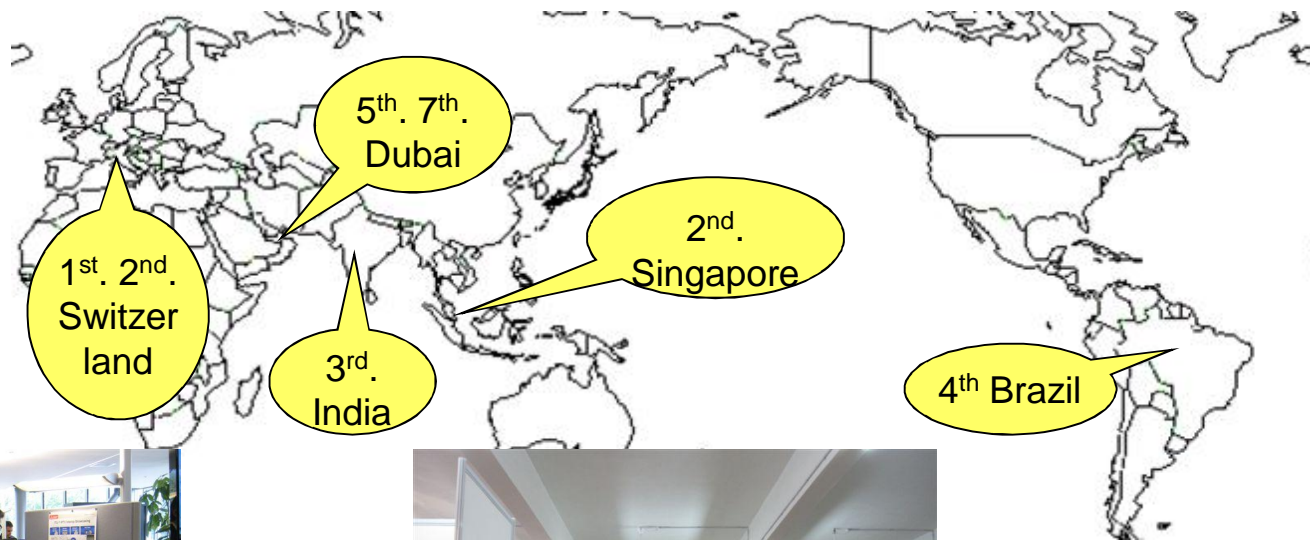 5th. 7th.
Dubai
2nd.
Singapore
1st. 2nd.
Switzer
land
3rd.
India
4th Brazil